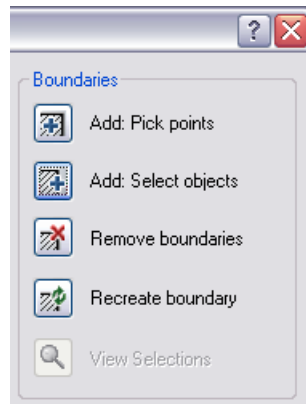 ?
Boundaries
Add: Pick points
Add: Select objects
Remove boundaries
Recreate boundary
View Selections